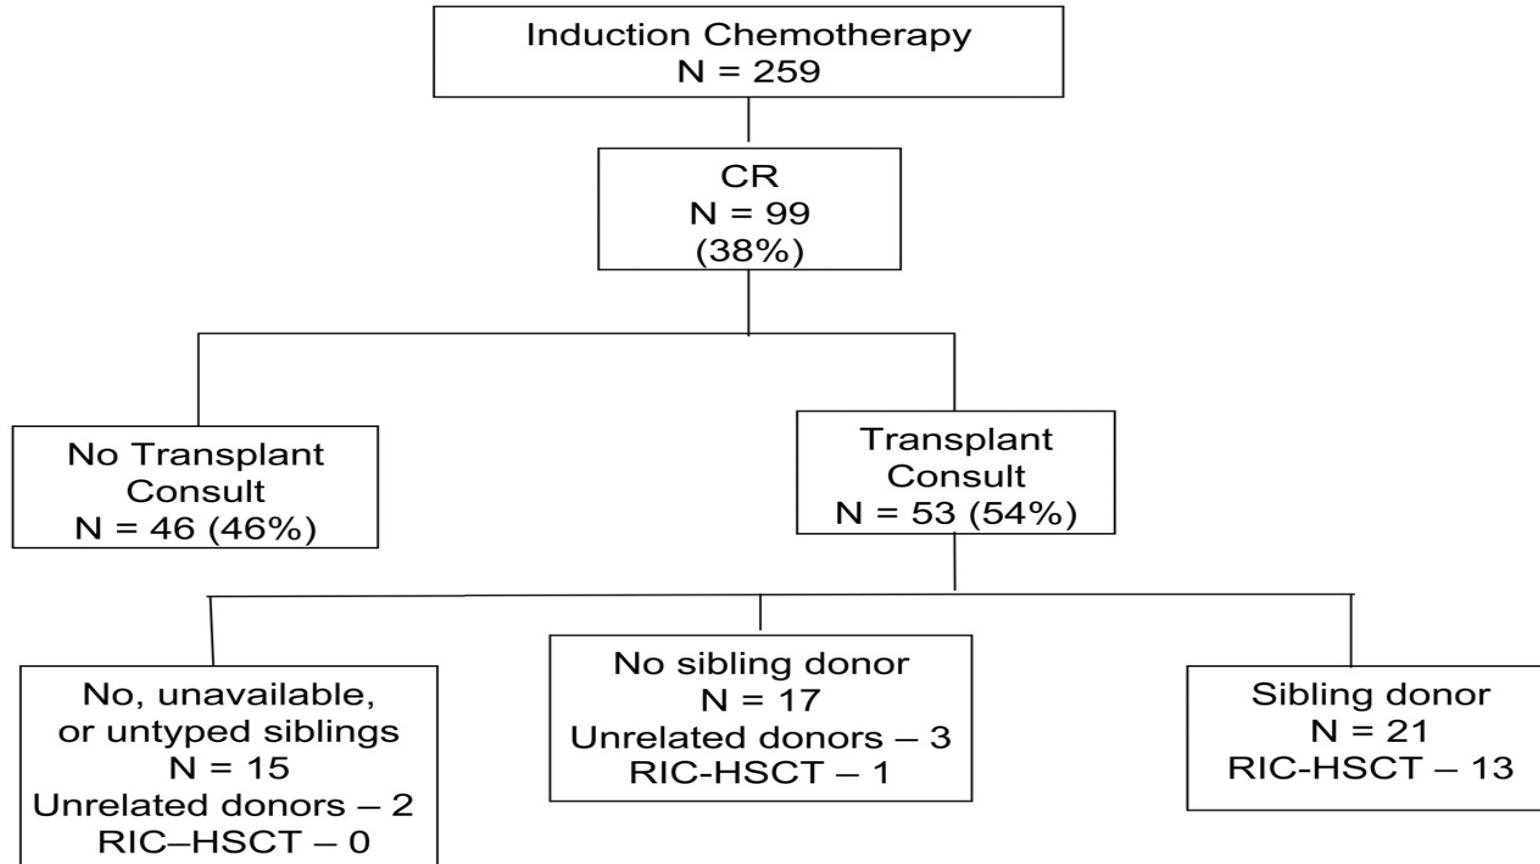 Induction Chemotherapy
N = 259
CR
N = 99
(38%)
No Transplant
Consult
N = 46 (46%)
Transplant
Consult
N = 53 (54%)
No, unavailable,
or untyped siblings
N = 15
Unrelated donors – 2
RIC–HSCT – 0
No sibling donor
N = 17
Unrelated donors – 3
RIC-HSCT – 1
Sibling donor
N = 21
RIC-HSCT – 13